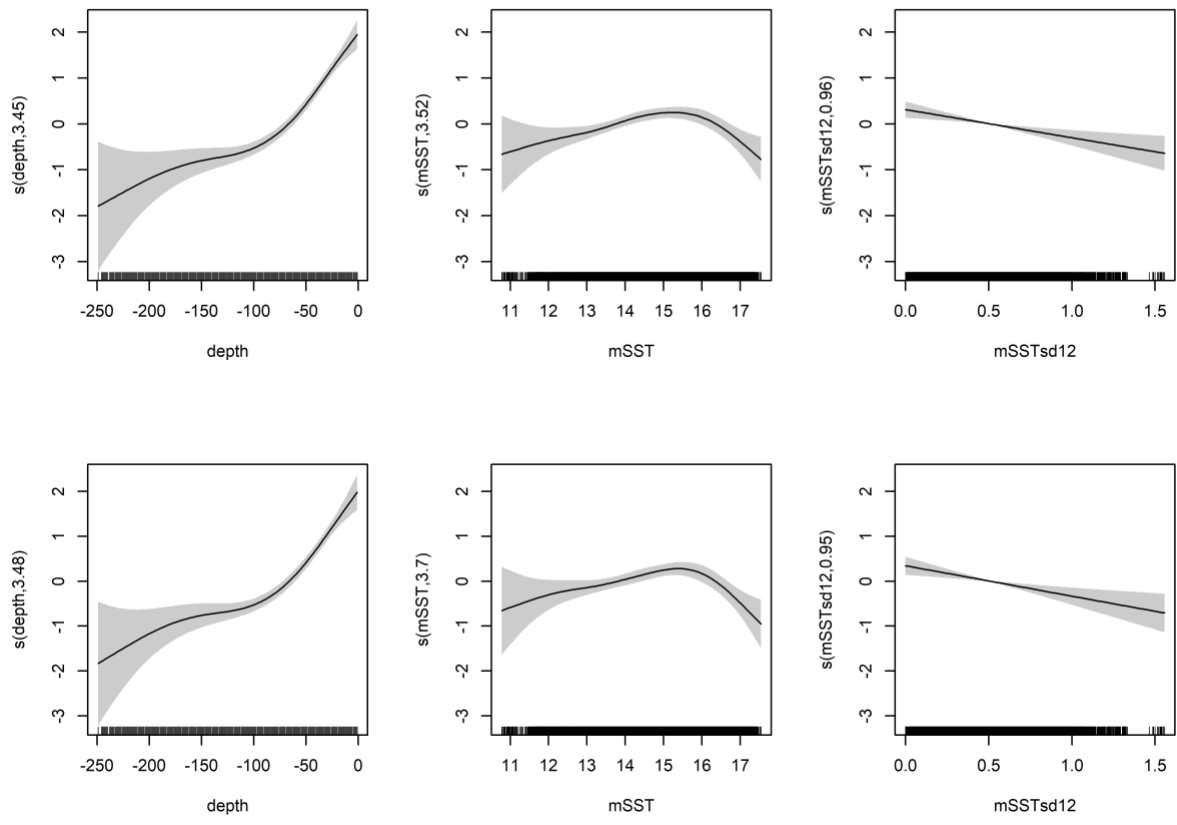 s(depth,3.45)
2
1
0
-1
-2
-3
-250 -200 -150 -100 -50 0
depth
s(mSST,3.52)
2
1
0
-1
-2
-3
11 12 13 14 15 16 17
mSST
s(mSSTsd12,0.96)
2
1
0
-1
-2
-3
0.0 0.5 1.0 1.5
mSSTsd12
s(depth,3.48)
2
1
0
-1
-2
-3
-250 -200 -150 -100 -50 0
depth
s(mSST,3.7)
2
1
0
-1
-2
-3
11 12 13 14 15 16 17
mSST
s(mSSTsd12,0.95)
2
1
0
-1
-2
-3
0.0 0.5 1.0 1.5
mSSTsd12